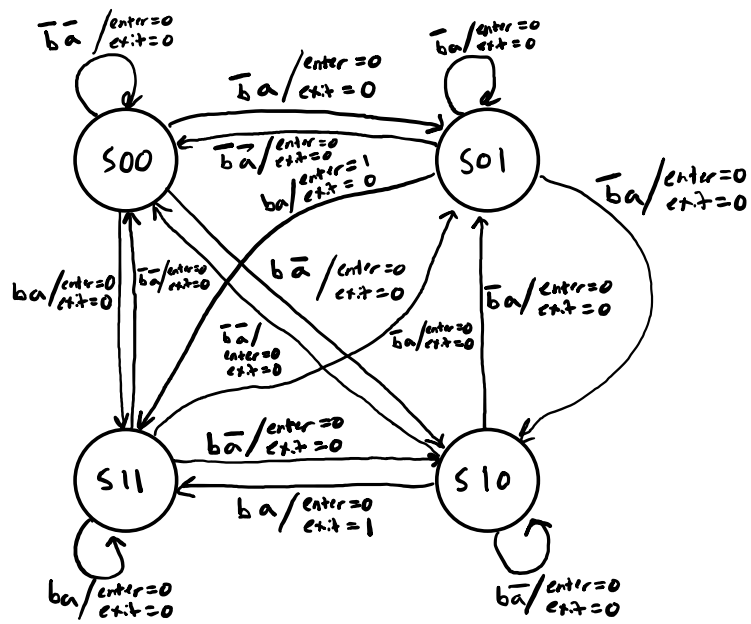 b̅ a̅ / enter=0
exit=0
b̅ a / enter=0
exit=0
b̅ a / enter=0
exit=0
S00
b̅ a̅ / enter=0
exit=0
S01
ba / enter=1
exit=0
b̅ a / enter=0
exit=0
ba / enter=0
exit=0
b̅ a̅ / enter=0
exit=0
b a̅ / enter=0
exit=0
b̅ a / enter=0
exit=0
b̅ a̅ /
enter=0
exit=0
b̅ a / enter=0
exit=0
b a̅ / enter=0
exit=0
S11
S10
b a / enter=0
exit=1
ba / enter=0
exit=0
b a̅ / enter=0
exit=0